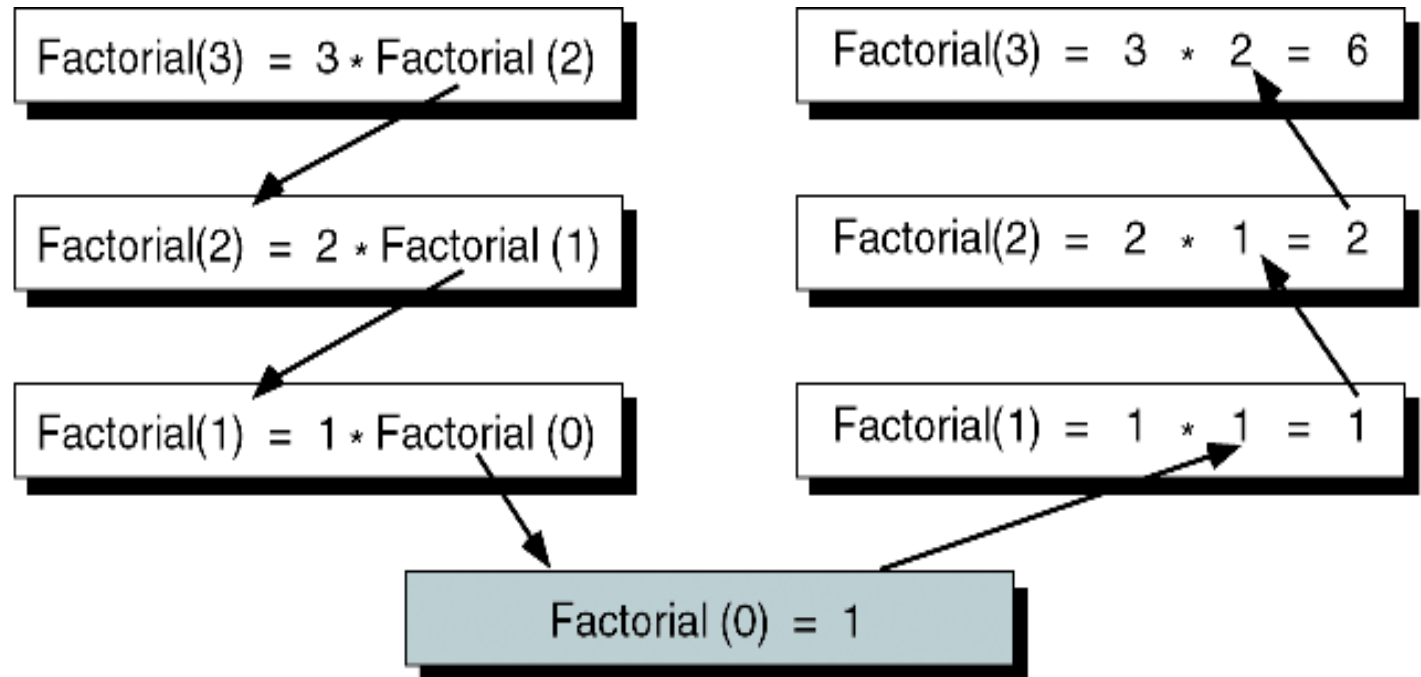 Factorial(3) = 3 * Factorial (2)
Factorial(2) = 2 * Factorial (1)
Factorial(1) = 1 * Factorial (0)
Factorial (0) = 1
Factorial(3) = 3 * 2 = 6
Factorial(2) = 2 * 1 = 2
Factorial(1) = 1 * 1 = 1